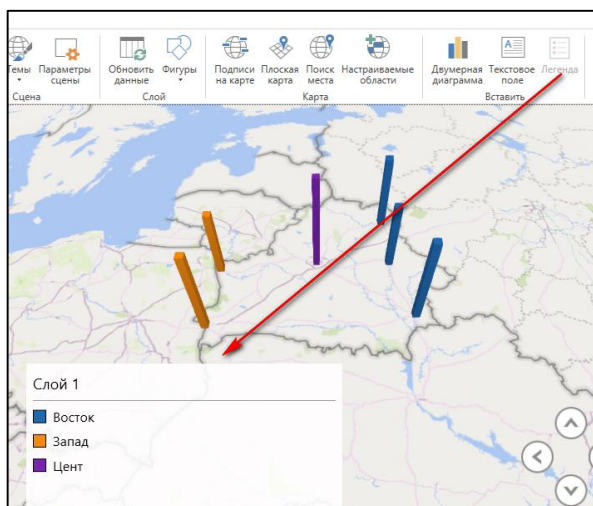 Темы Параметры сцены Обновить данные Фигуры Подписи на карте Плоская карта Поиск места Настраиваемые области Двумерная диаграмма Текстовое поле Легенда
Сцена Слой Карта Вставить
Слой 1
Восток
Запад
Цент